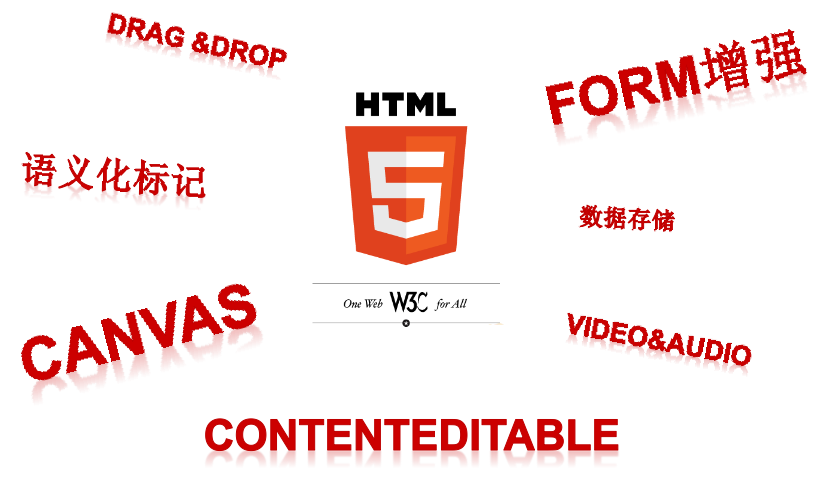 DRAG &DROP
FORM增强
HTML
5
语义化标记
数据存储
One Web W3C for All
CANVAS
VIDEO&AUDIO
CONTENTEDITABLE